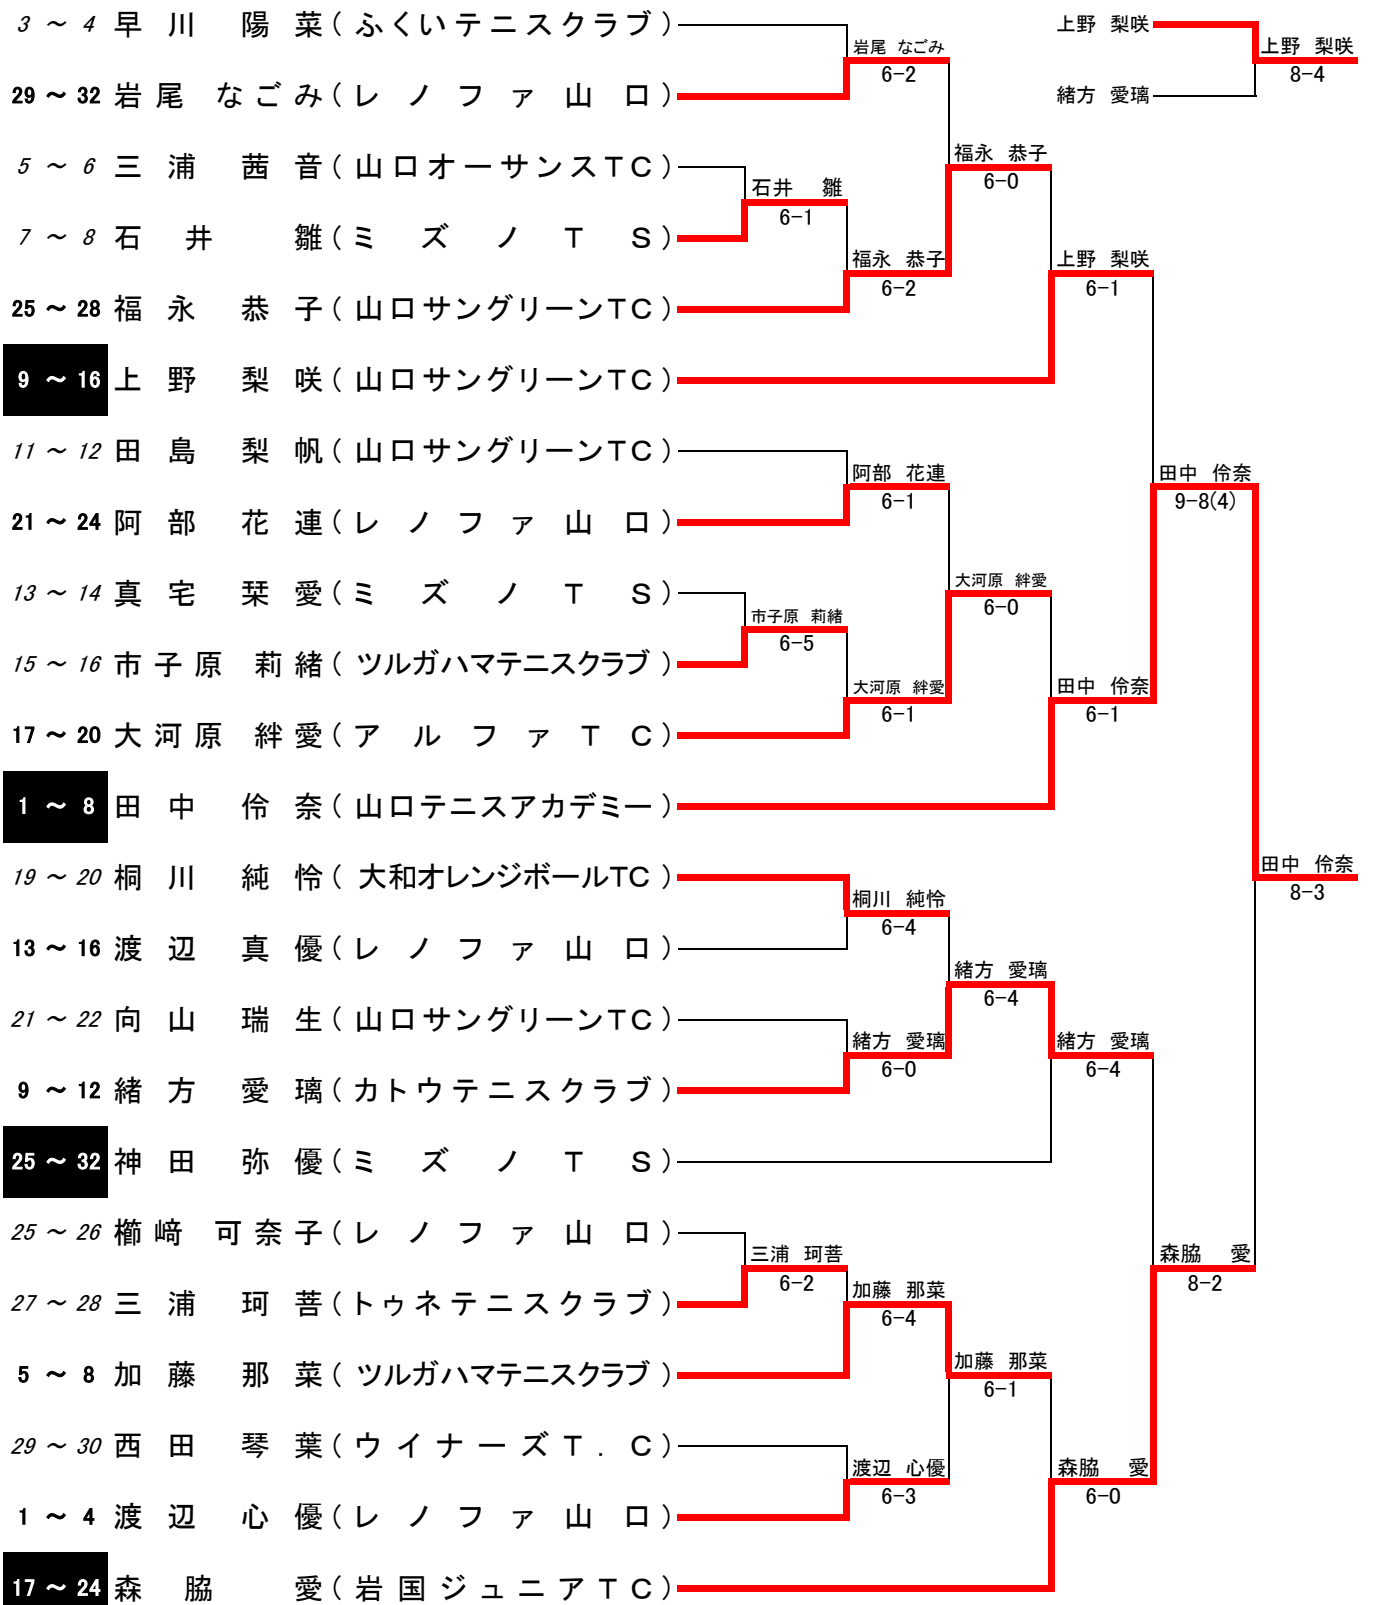 3 ～ 4 早川 陽菜(ふくいテニスクラブ)
上野 梨咲
岩尾 なごみ
6-2
上野 梨咲
8-4
29 ～ 32 岩尾 なごみ(レノファ山口)
緒方 愛璃
5 ～ 6 三浦 茜音(山口オーサンスTC)
福永 恭子
6-0
石井 雛
6-1
7 ～ 8 石井 雛(ミズノTS)
福永 恭子
6-2
上野 梨咲
6-1
25 ～ 28 福永 恭子(山口サングリーンTC)
9 ～ 16 上野 梨咲(山口サングリーンTC)
11 ～ 12 田島 梨帆(山口サングリーンTC)
阿部 花連
6-1
田中 伶奈
9-8(4)
21 ～ 24 阿部 花連(レノファ山口)
13 ～ 14 真宅 栞愛(ミズノTS)
大河原 絆愛
6-0
市子原 莉緒
6-5
15 ～ 16 市子原 莉緒(ツルガハマテニスクラブ)
大河原 絆愛
6-1
田中 伶奈
6-1
17 ～ 20 大河原 絆愛(アルファTC)
1 ～ 8 田中 伶奈(山口テニスアカデミー)
19 ～ 20 桐川 純怜(大和オレンジボールTC)
田中 伶奈
8-3
桐川 純怜
6-4
13 ～ 16 渡辺 真優(レノファ山口)
緒方 愛璃
6-4
21 ～ 22 向山 瑞生(山口サングリーンTC)
緒方 愛璃
6-0
緒方 愛璃
6-4
9 ～ 12 緒方 愛璃(カトウテニスクラブ)
25 ～ 32 神田 弥優(ミズノTS)
25 ～ 26 櫛﨑 可奈子(レノファ山口)
三浦 珂菩
6-2
森脇 愛
8-2
27 ～ 28 三浦 珂菩(トゥネテニスクラブ)
加藤 那菜
6-4
5 ～ 8 加藤 那菜(ツルガハマテニスクラブ)
加藤 那菜
6-1
29 ～ 30 西田 琴葉(ウイナーズT.C)
渡辺 心優
6-3
森脇 愛
6-0
1 ～ 4 渡辺 心優(レノファ山口)
17 ～ 24 森脇 愛(岩国ジュニアTC)